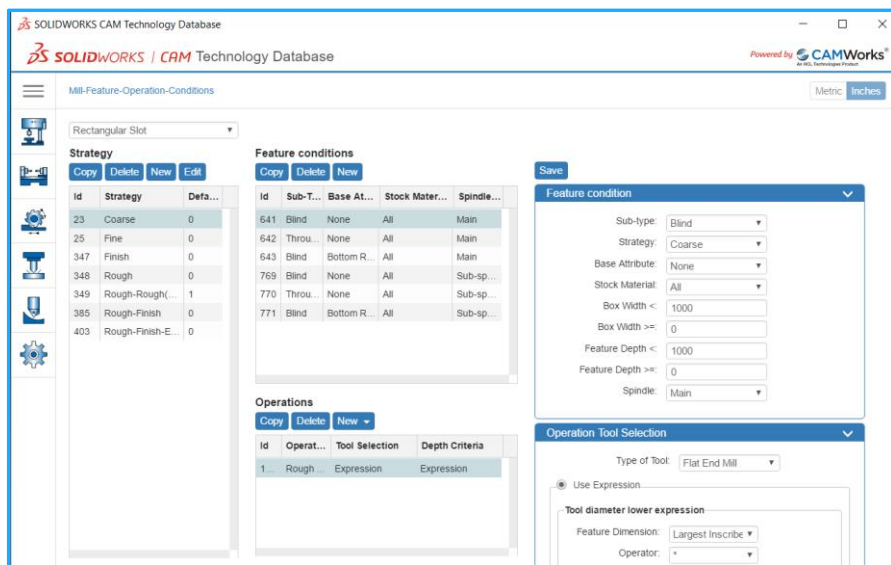 SOLIDWORKS CAM Technology Database
SOLIDWORKS | CAM Technology Database
Powered by CAMWorks®
An HCL Technologies Product
Mill-Feature-Operation-Conditions
Metric Inches
Rectangular Slot
Strategy
Copy Delete New Edit
Id Strategy Defa...
23 Coarse 0
25 Fine 0
347 Finish 0
348 Rough 0
349 Rough-Rough(... 1
385 Rough-Finish 0
403 Rough-Finish-E... 0
Feature conditions
Copy Delete New
Id Sub-T... Base At... Stock Mater... Spindle...
641 Blind None All Main
642 Throu... None All Main
643 Blind Bottom R... All Main
769 Blind None All Sub-sp...
770 Throu... None All Sub-sp...
771 Blind Bottom R... All Sub-sp...
Operations
Copy Delete New
Id Operat... Tool Selection Depth Criteria
1... Rough ... Expression Expression
Save
Feature condition
Sub-type: Blind
Strategy: Coarse
Base Attribute: None
Stock Material: All
Box Width <: 1000
Box Width >=: 0
Feature Depth <: 1000
Feature Depth >=: 0
Spindle: Main
Operation Tool Selection
Type of Tool: Flat End Mill
Use Expression
Tool diameter lower expression
Feature Dimension: Largest Inscribe
Operator: *